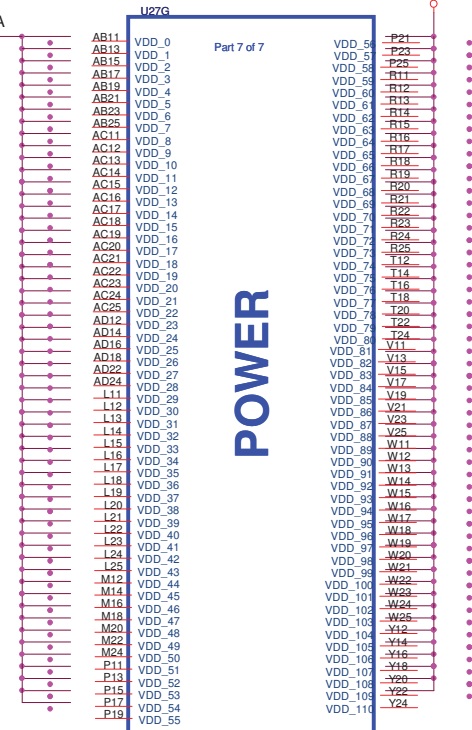 A
U27G
Part 7 of 7
AB11 VDD_0 VDD_56 P21
AB13 VDD_1 VDD_57 P23
AB15 VDD_2 VDD_58 P25
AB17 VDD_3 VDD_59 R11
AB19 VDD_4 VDD_60 R12
AB21 VDD_5 VDD_61 R13
AB23 VDD_6 VDD_62 R14
AB25 VDD_7 VDD_63 R15
AC11 VDD_8 VDD_64 R16
AC12 VDD_9 VDD_65 R17
AC13 VDD_10 VDD_66 R18
AC14 VDD_11 VDD_67 R19
AC15 VDD_12 VDD_68 R20
AC16 VDD_13 VDD_69 R21
AC17 VDD_14 VDD_70 R22
AC18 VDD_15 VDD_71 R23
AC19 VDD_16 VDD_72 R24
AC20 VDD_17 VDD_73 R25
AC21 VDD_18 VDD_74 T12
AC22 VDD_19 VDD_75 T14
AC23 VDD_20 VDD_76 T16
AC24 VDD_21 VDD_77 T18
AC25 VDD_22 VDD_78 T20
AD12 VDD_23 VDD_79 T22
AD14 VDD_24 VDD_80 T24
AD16 VDD_25 VDD_81 V11
AD18 VDD_26 VDD_82 V13
AD22 VDD_27 VDD_83 V15
AD24 VDD_28 VDD_84 V17
L11 VDD_29 VDD_85 V19
L12 VDD_30 VDD_86 V21
L13 VDD_31 VDD_87 V23
L14 VDD_32 VDD_88 V25
L15 VDD_33 VDD_89 W11
L16 VDD_34 VDD_90 W12
L17 VDD_35 VDD_91 W13
L18 VDD_36 VDD_92 W14
L19 VDD_37 VDD_93 W15
L20 VDD_38 VDD_94 W16
L21 VDD_39 VDD_95 W17
L22 VDD_40 VDD_96 W18
L23 VDD_41 VDD_97 W19
L24 VDD_42 VDD_98 W20
L25 VDD_43 VDD_99 W21
M12 VDD_44 VDD_100 W22
M14 VDD_45 VDD_101 W23
M16 VDD_46 VDD_102 W24
M18 VDD_47 VDD_103 W25
M20 VDD_48 VDD_104 Y12
M22 VDD_49 VDD_105 Y14
M24 VDD_50 VDD_106 Y16
P11 VDD_51 VDD_107 Y18
P13 VDD_52 VDD_108 Y20
P15 VDD_53 VDD_109 Y22
P17 VDD_54 VDD_110 Y24
P19 VDD_55
POWER